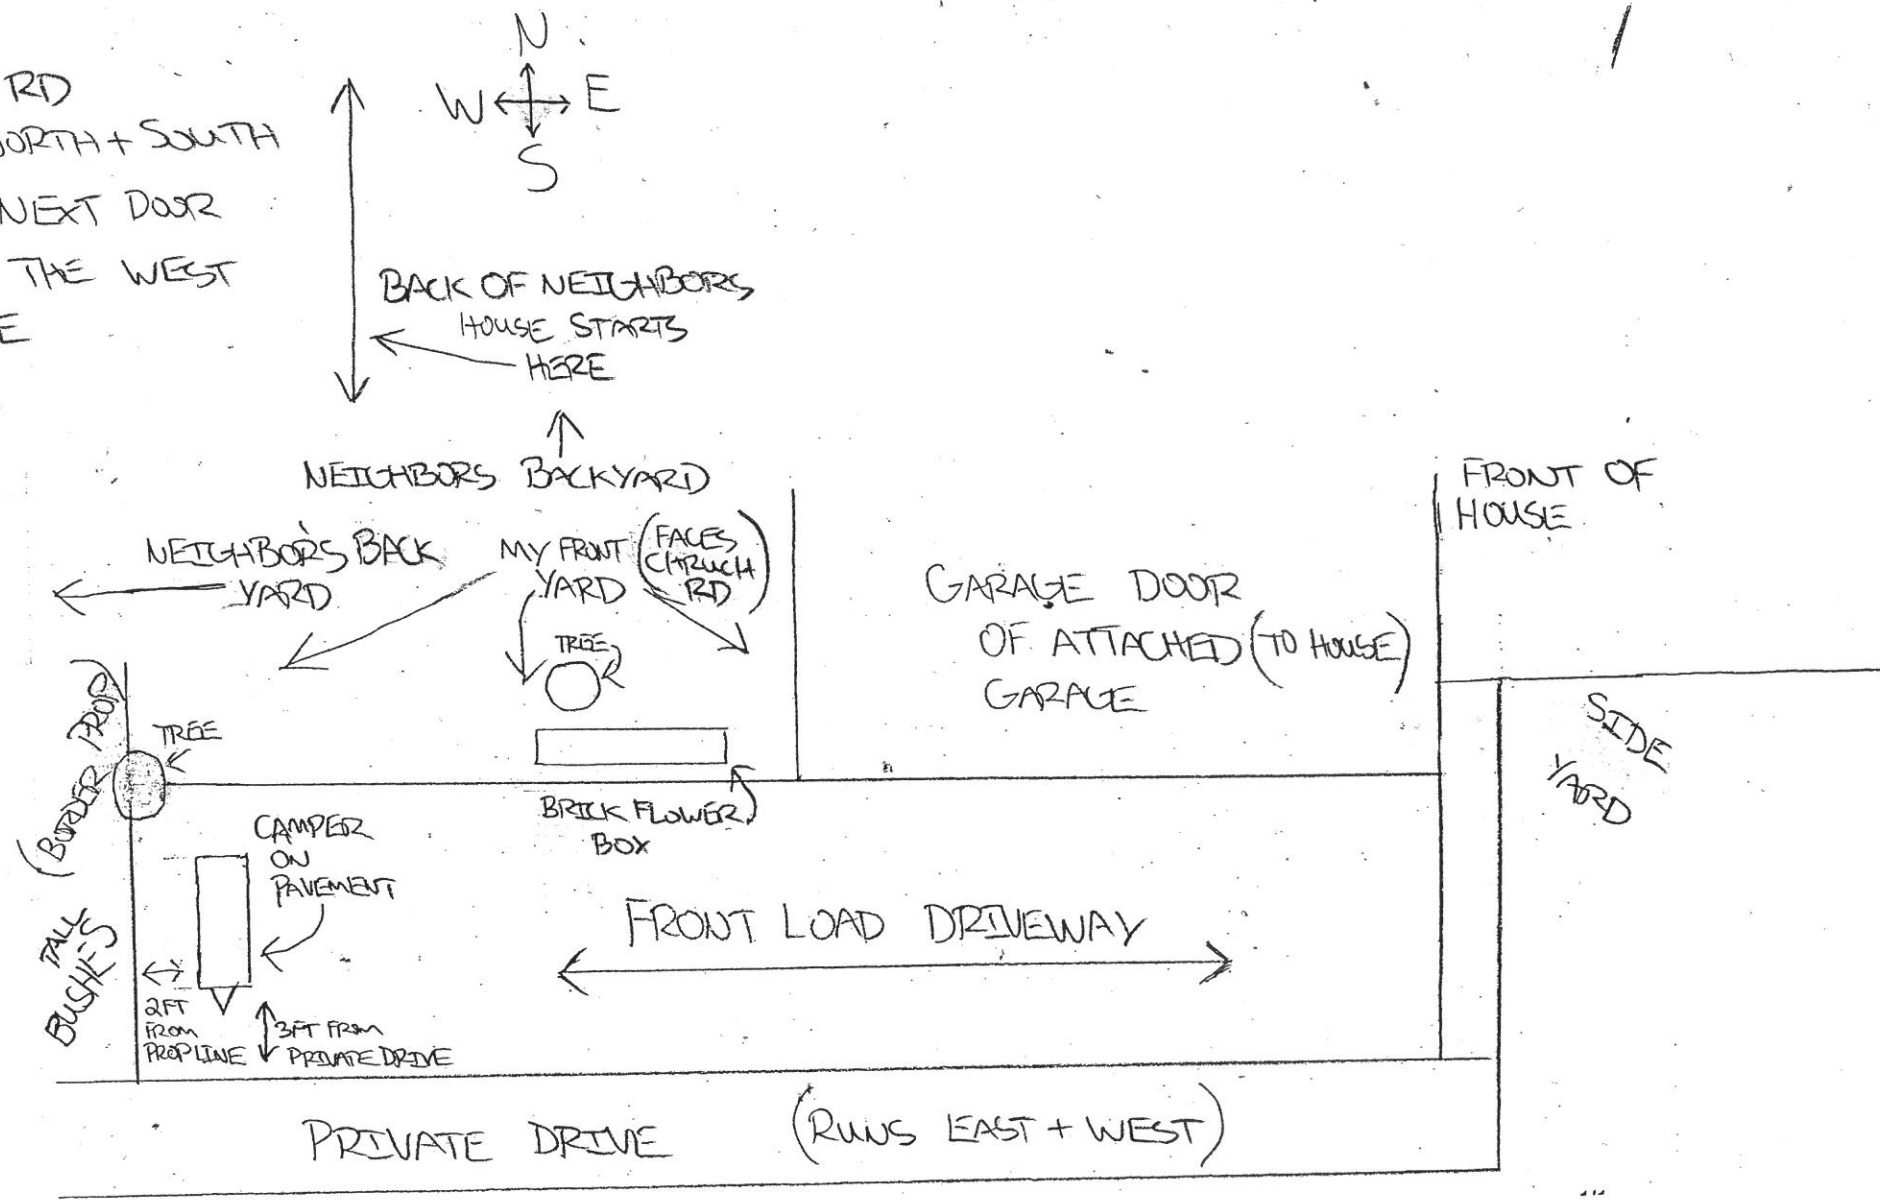 N
W E
S
RD
NORTH + SOUTH
NEXT DOOR
THE WEST
E
BACK OF NEIGHBORS
HOUSE STARTS
HERE
NEIGHBORS BACKYARD
NEIGHBORS BACK
YARD
MY FRONT
YARD
(FACES
CHRUCH
RD)
TREE
FRONT OF
HOUSE
GARAGE DOOR
OF ATTACHED (TO HOUSE)
GARAGE
SIDE
YARD
(BORDER PROP)
TREE
BRICK FLOWER
BOX
CAMPER
ON
PAVEMENT
TALL
BUSHES
FRONT LOAD DRIVEWAY
2FT
FROM
PROP LINE
3FT FROM
PRIVATE DRIVE
PRIVATE DRIVE (RUNS EAST + WEST)